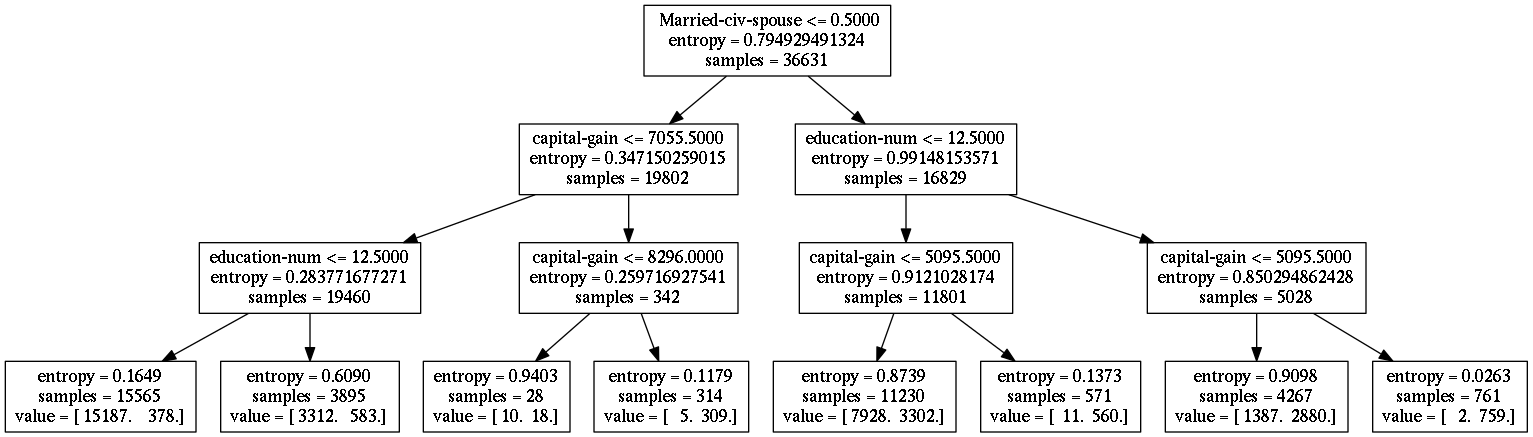 Married-civ-spouse <= 0.5000
entropy = 0.794929491324
samples = 36631
capital-gain <= 7055.5000
entropy = 0.347150259015
samples = 19802
education-num <= 12.5000
entropy = 0.99148153571
samples = 16829
education-num <= 12.5000
entropy = 0.283771677271
samples = 19460
capital-gain <= 8296.0000
entropy = 0.259716927541
samples = 342
capital-gain <= 5095.5000
entropy = 0.9121028174
samples = 11801
capital-gain <= 5095.5000
entropy = 0.850294862428
samples = 5028
entropy = 0.1649
samples = 15565
value = [ 15187. 378.]
entropy = 0.6090
samples = 3895
value = [ 3312. 583.]
entropy = 0.9403
samples = 28
value = [ 10. 18.]
entropy = 0.1179
samples = 314
value = [ 5. 309.]
entropy = 0.8739
samples = 11230
value = [ 7928. 3302.]
entropy = 0.1373
samples = 571
value = [ 11. 560.]
entropy = 0.9098
samples = 4267
value = [ 1387. 2880.]
entropy = 0.0263
samples = 761
value = [ 2. 759.]